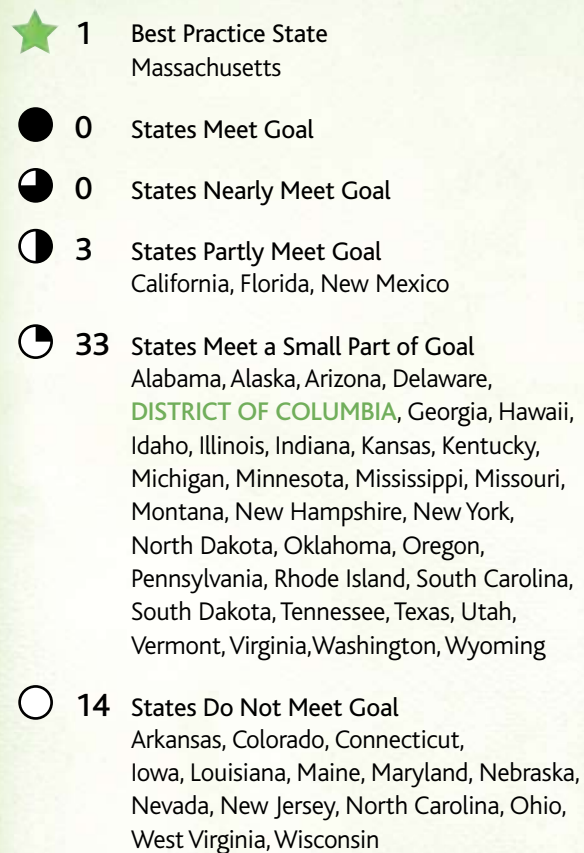 1 Best Practice State
Massachusetts
0 States Meet Goal
0 States Nearly Meet Goal
3 States Partly Meet Goal
California, Florida, New Mexico
33 States Meet a Small Part of Goal
Alabama, Alaska, Arizona, Delaware,
DISTRICT OF COLUMBIA, Georgia, Hawaii,
Idaho, Illinois, Indiana, Kansas, Kentucky,
Michigan, Minnesota, Mississippi, Missouri,
Montana, New Hampshire, New York,
North Dakota, Oklahoma, Oregon,
Pennsylvania, Rhode Island, South Carolina,
South Dakota, Tennessee, Texas, Utah,
Vermont, Virginia,Washington, Wyoming
14 States Do Not Meet Goal
Arkansas, Colorado, Connecticut,
Iowa, Louisiana, Maine, Maryland, Nebraska,
Nevada, New Jersey, North Carolina, Ohio,
West Virginia, Wisconsin